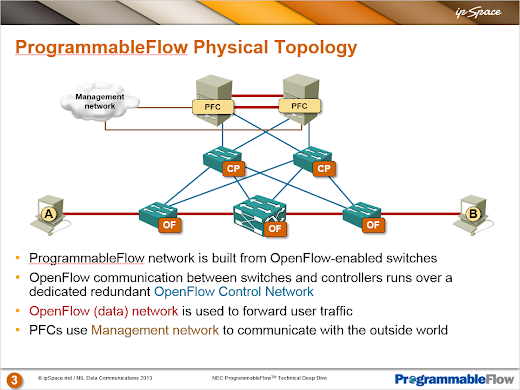 ipSpace
ProgrammableFlow Physical Topology
Management
network
PFC
PFC
CP
CP
A
OF
OF
OF
B
• ProgrammableFlow network is built from OpenFlow-enabled switches
• OpenFlow communication between switches and controllers runs over a
dedicated redundant OpenFlow Control Network
• OpenFlow (data) network is used to forward user traffic
• PFCs use Management network to communicate with the outside world
3
© ipSpace.net / NIL Data Communications 2013
NEC ProgrammableFlow™ Technical Deep Dive
ProgrammableFlow